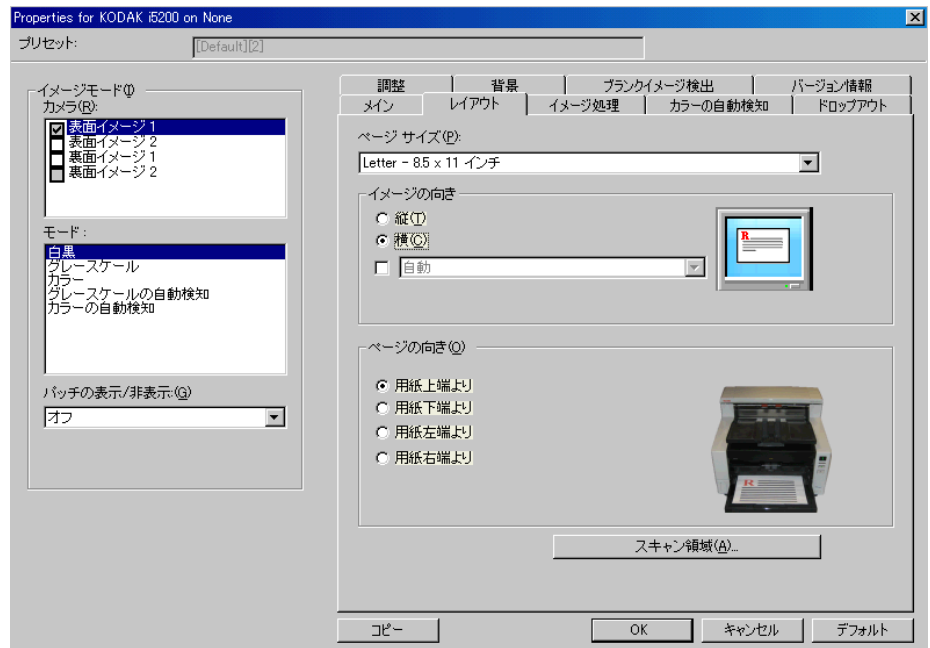 Properties for KODAK i5200 on None
プリセット:
[Default][2]
イメージモード(I)
カメラ(R):
表面イメージ 1
表面イメージ 2
裏面イメージ 1
裏面イメージ 2
モード :
白黒
グレースケール
カラー
グレースケールの自動検知
カラーの自動検知
パッチの表示/非表示:(G)
オフ
調整
背景
ブランクイメージ検出
バージョン情報
メイン
レイアウト
イメージ処理
カラーの自動検知
ドロップアウト
ページ サイズ(P):
Letter - 8.5 x 11 インチ
イメージの向き
縦(T)
横(C)
自動
R
ページの向き(O)
用紙上端より
用紙下端より
用紙左端より
用紙右端より
R
スキャン領域(A)...
コピー
OK
キャンセル
デフォルト